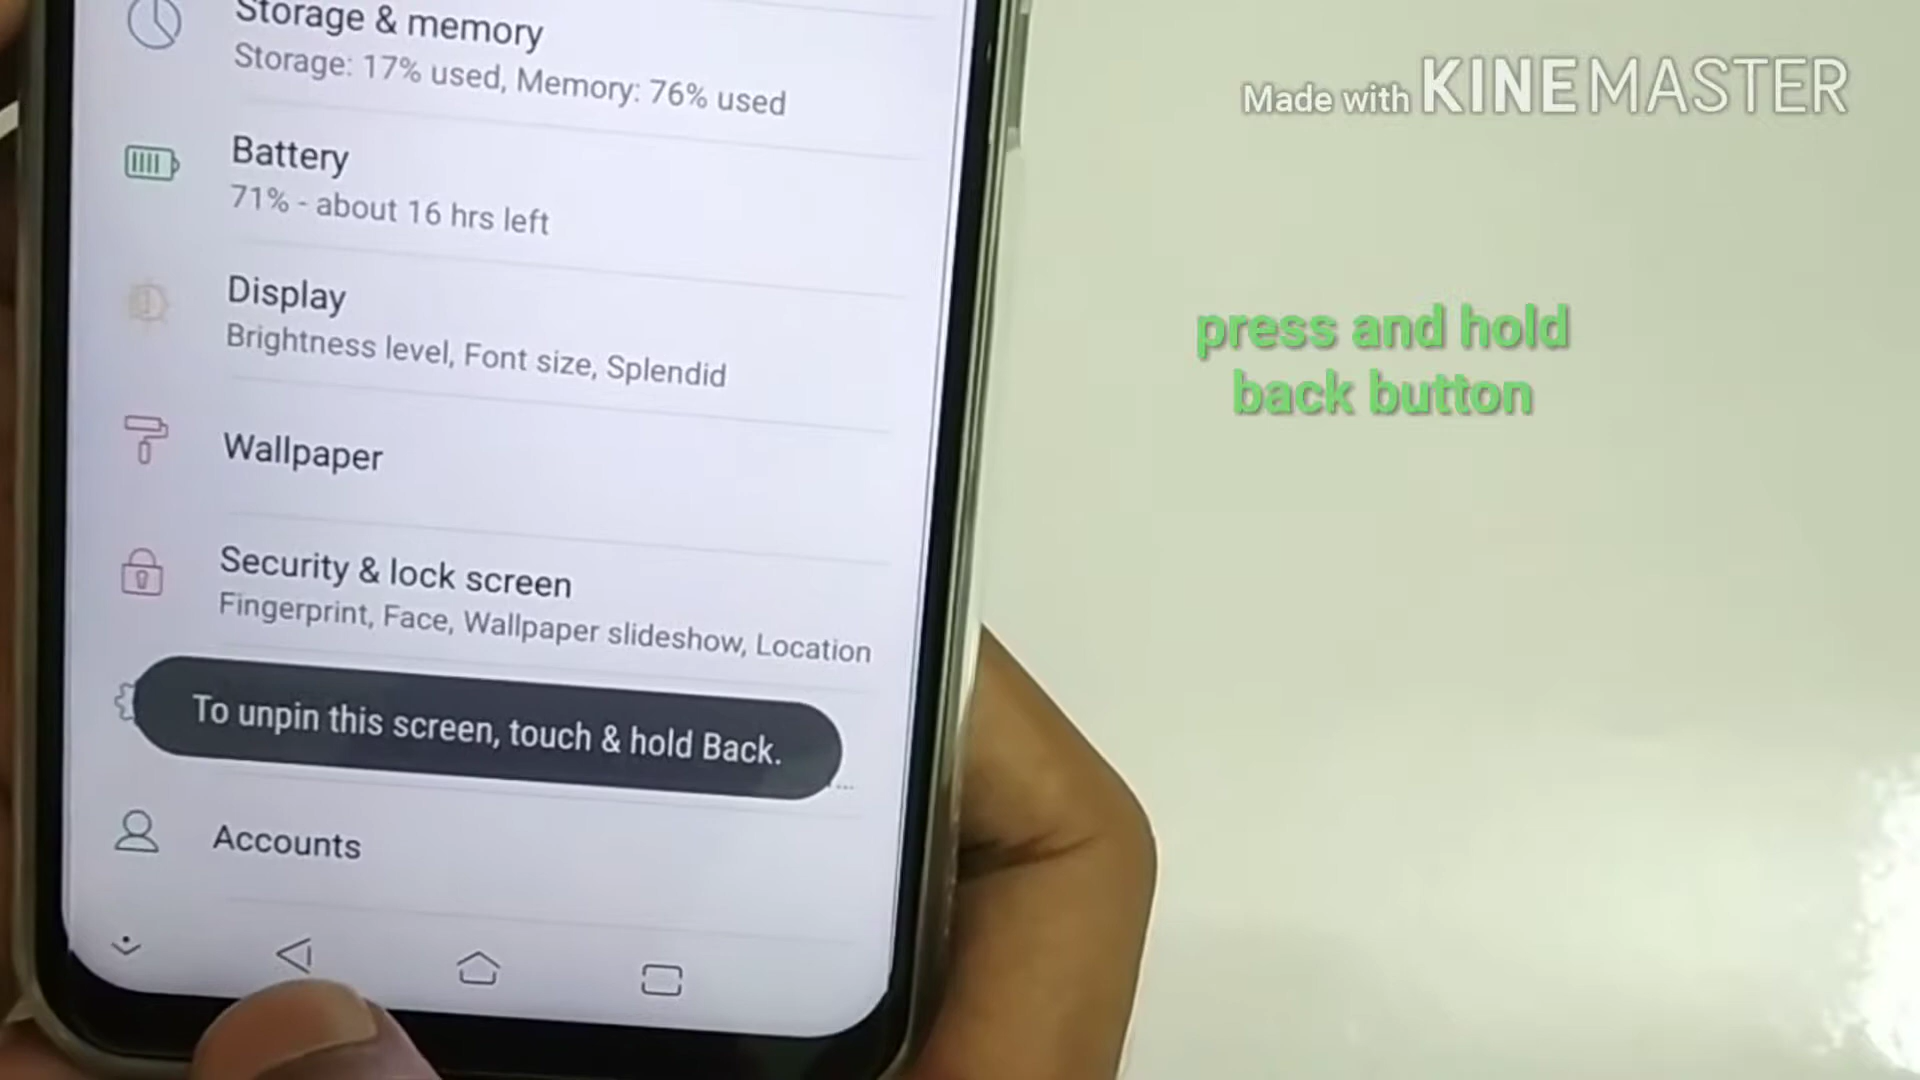 Storage & memory
Storage: 17% used, Memory: 76% used
Made with KINEMASTER
Battery
71% - about 16 hrs left
Display
Brightness level, Font size, Splendid
press and hold
back button
Wallpaper
Security & lock screen
Fingerprint, Face, Wallpaper slideshow, Location
To unpin this screen, touch & hold Back.
...
Accounts